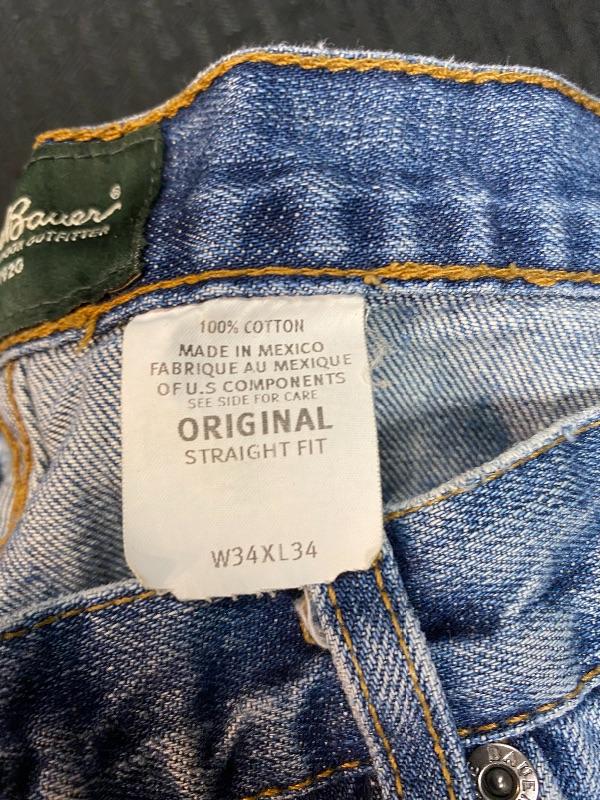 Bauer®
OUTFITTER
100% COTTON
MADE IN MEXICO
FABRIQUE AU MEXIQUE
OF U.S COMPONENTS
SEE SIDE FOR CARE
ORIGINAL
STRAIGHT FIT
W34XL34